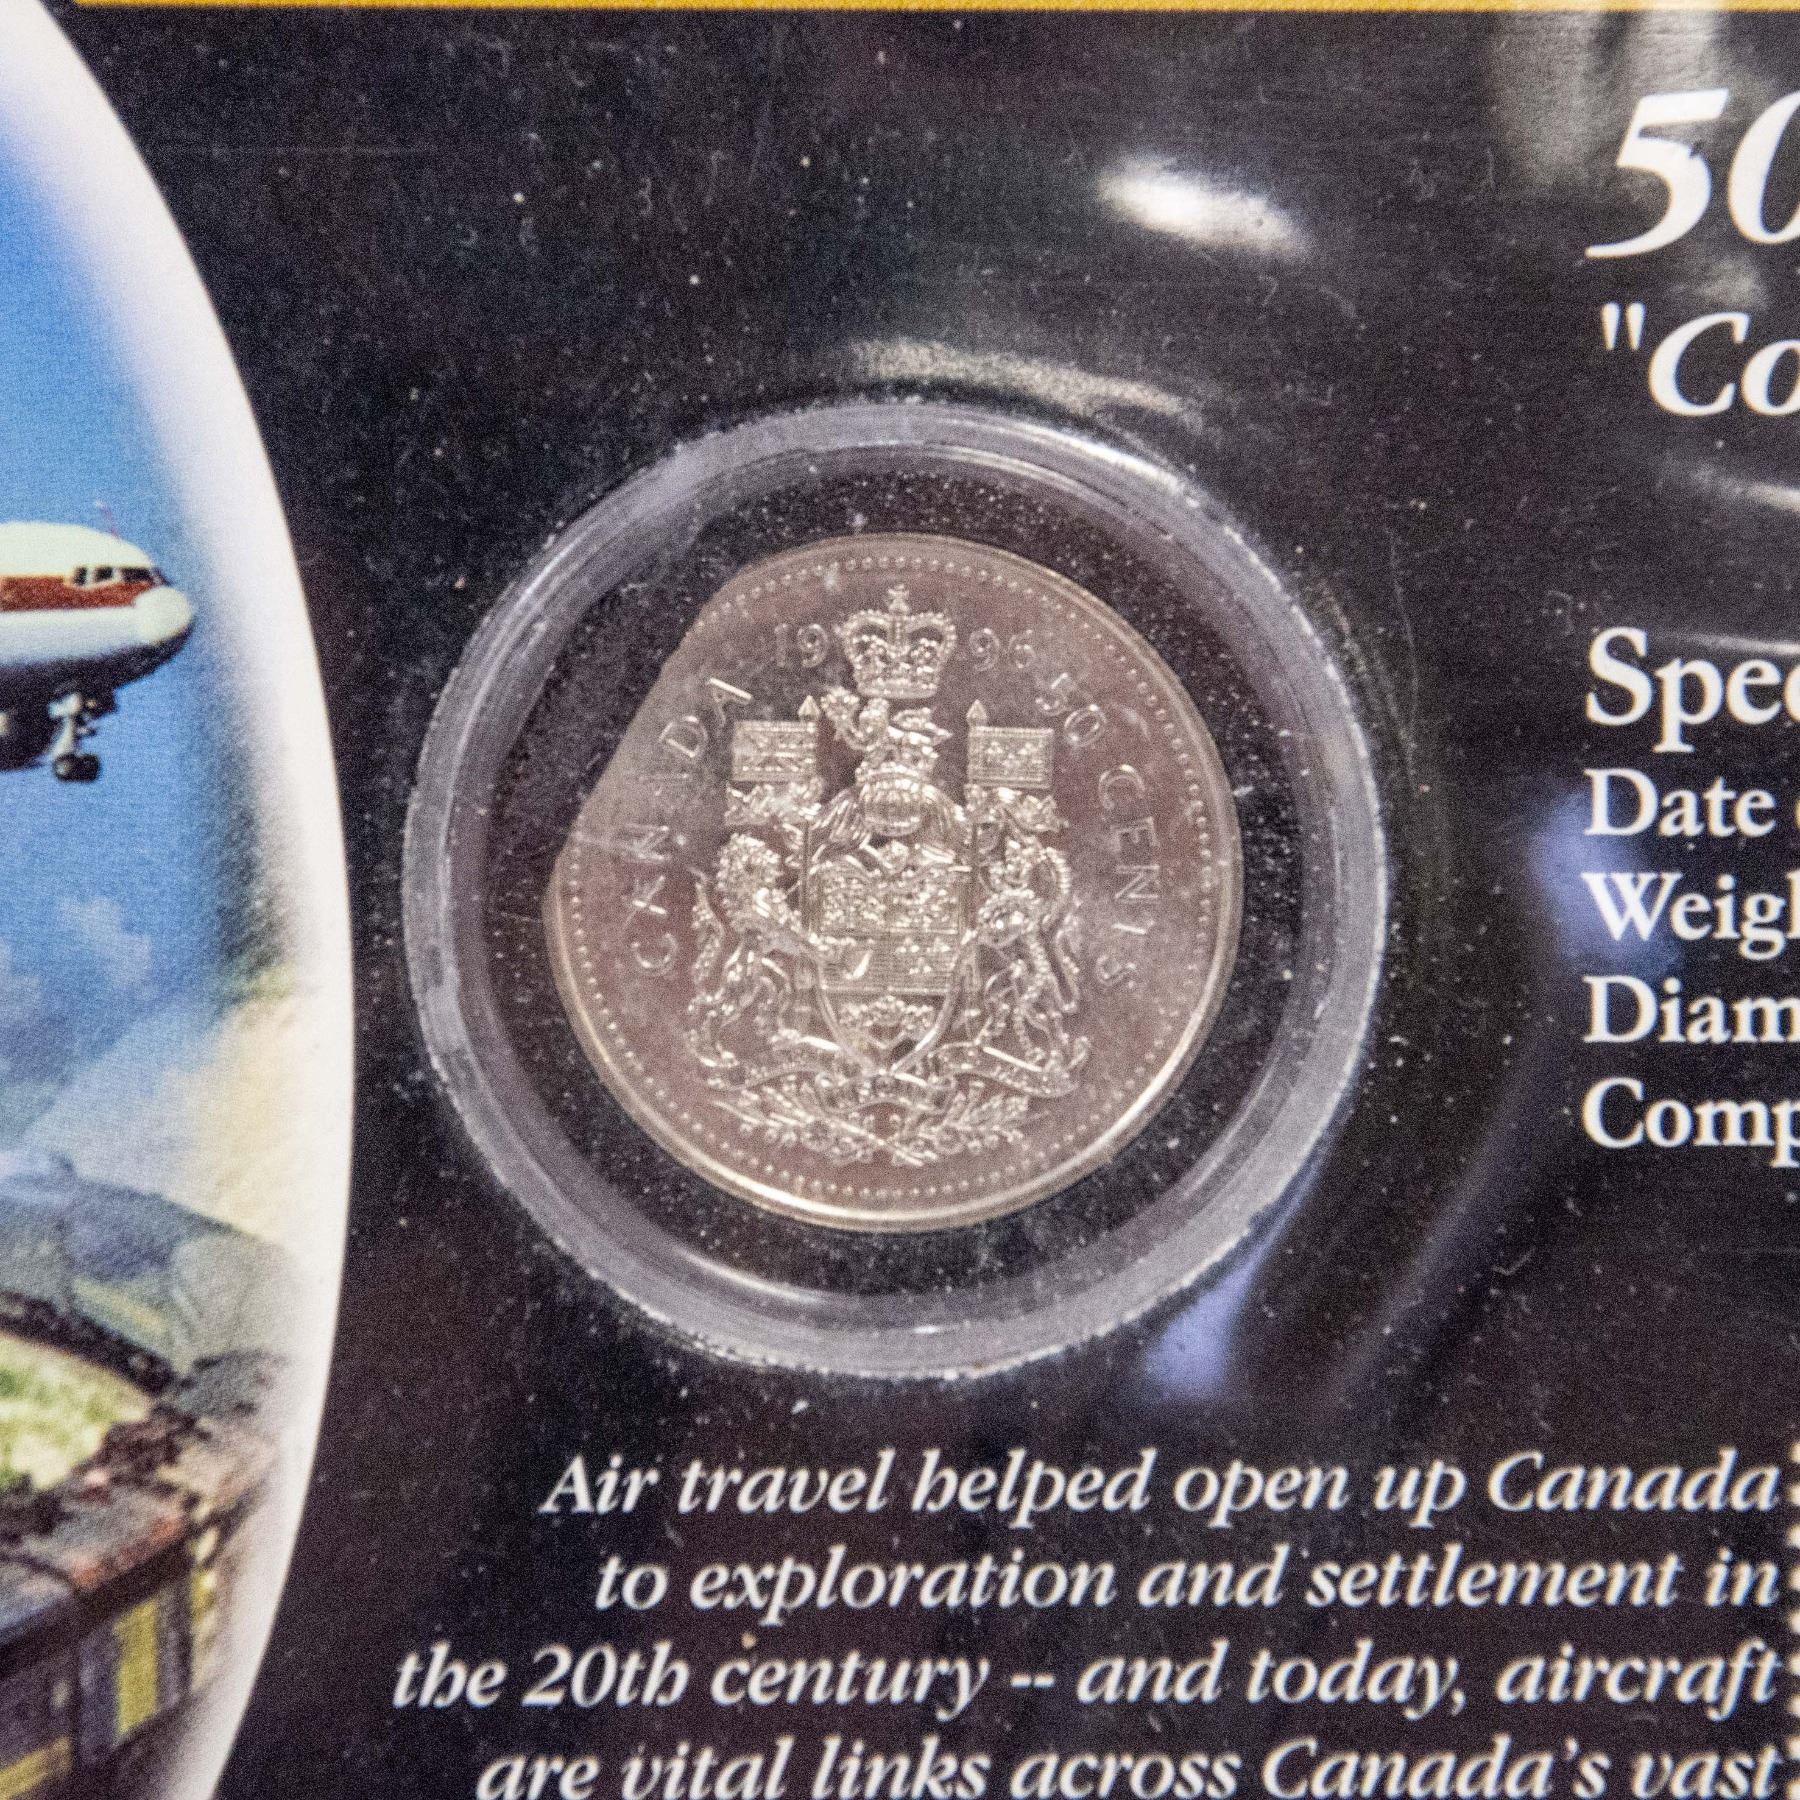 50
"Co
Spec
Date
Weigh
Diam
Comp
CANADA 1996 50 CENTS
Air travel helped open up Canada
to exploration and settlement in
the 20th century -- and today, aircraft
are vital links across Canada's vast